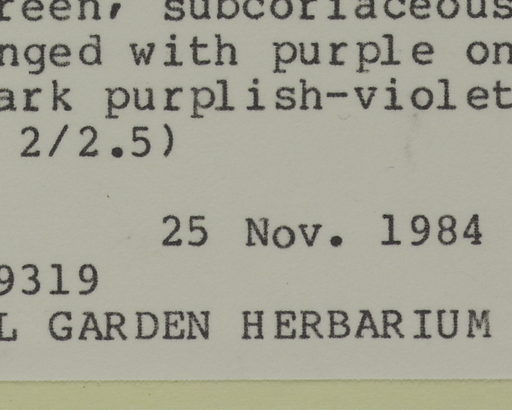 reen, subcoriaceous
nged with purple on
ark purplish-violet
2/2.5)
25 Nov. 1984
9319
L GARDEN HERBARIUM